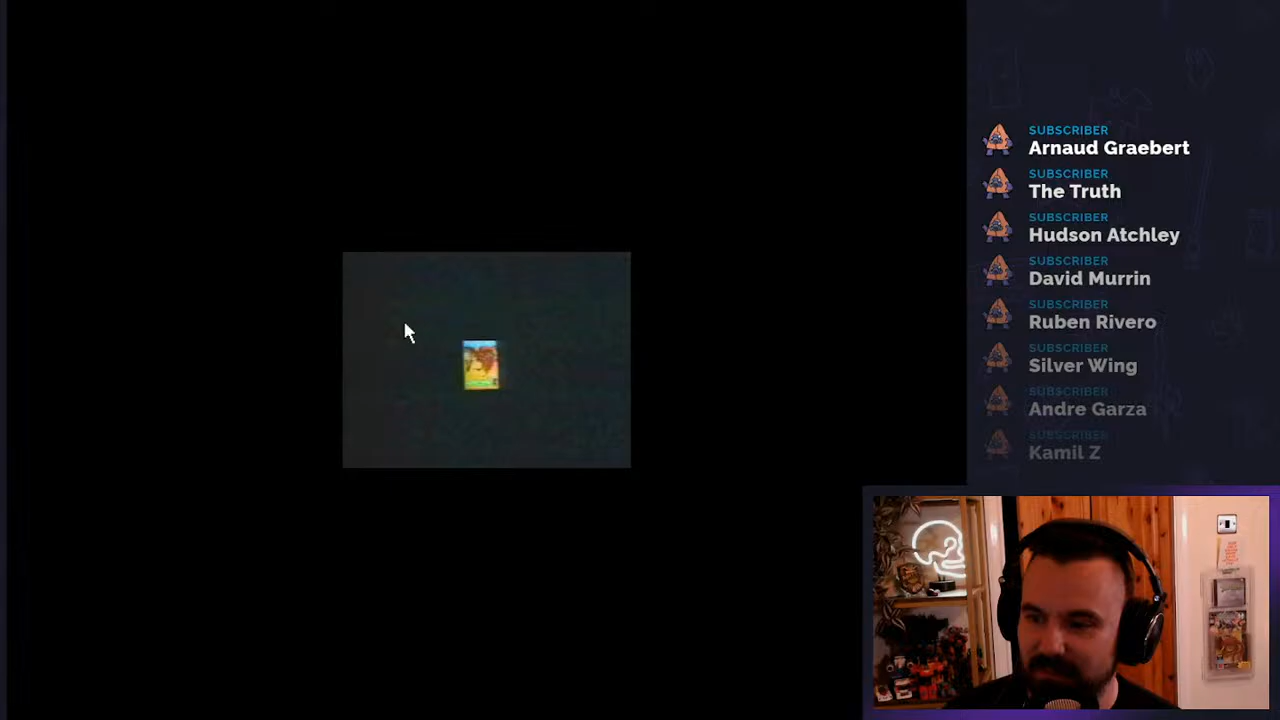 SUBSCRIBER
Arnaud Graebert
SUBSCRIBER
The Truth
SUBSCRIBER
Hudson Atchley
SUBSCRIBER
David Murrin
SUBSCRIBER
Ruben Rivero
SUBSCRIBER
Silver Wing
SUBSCRIBER
Andre Garza
SUBSCRIBER
Kamil Z